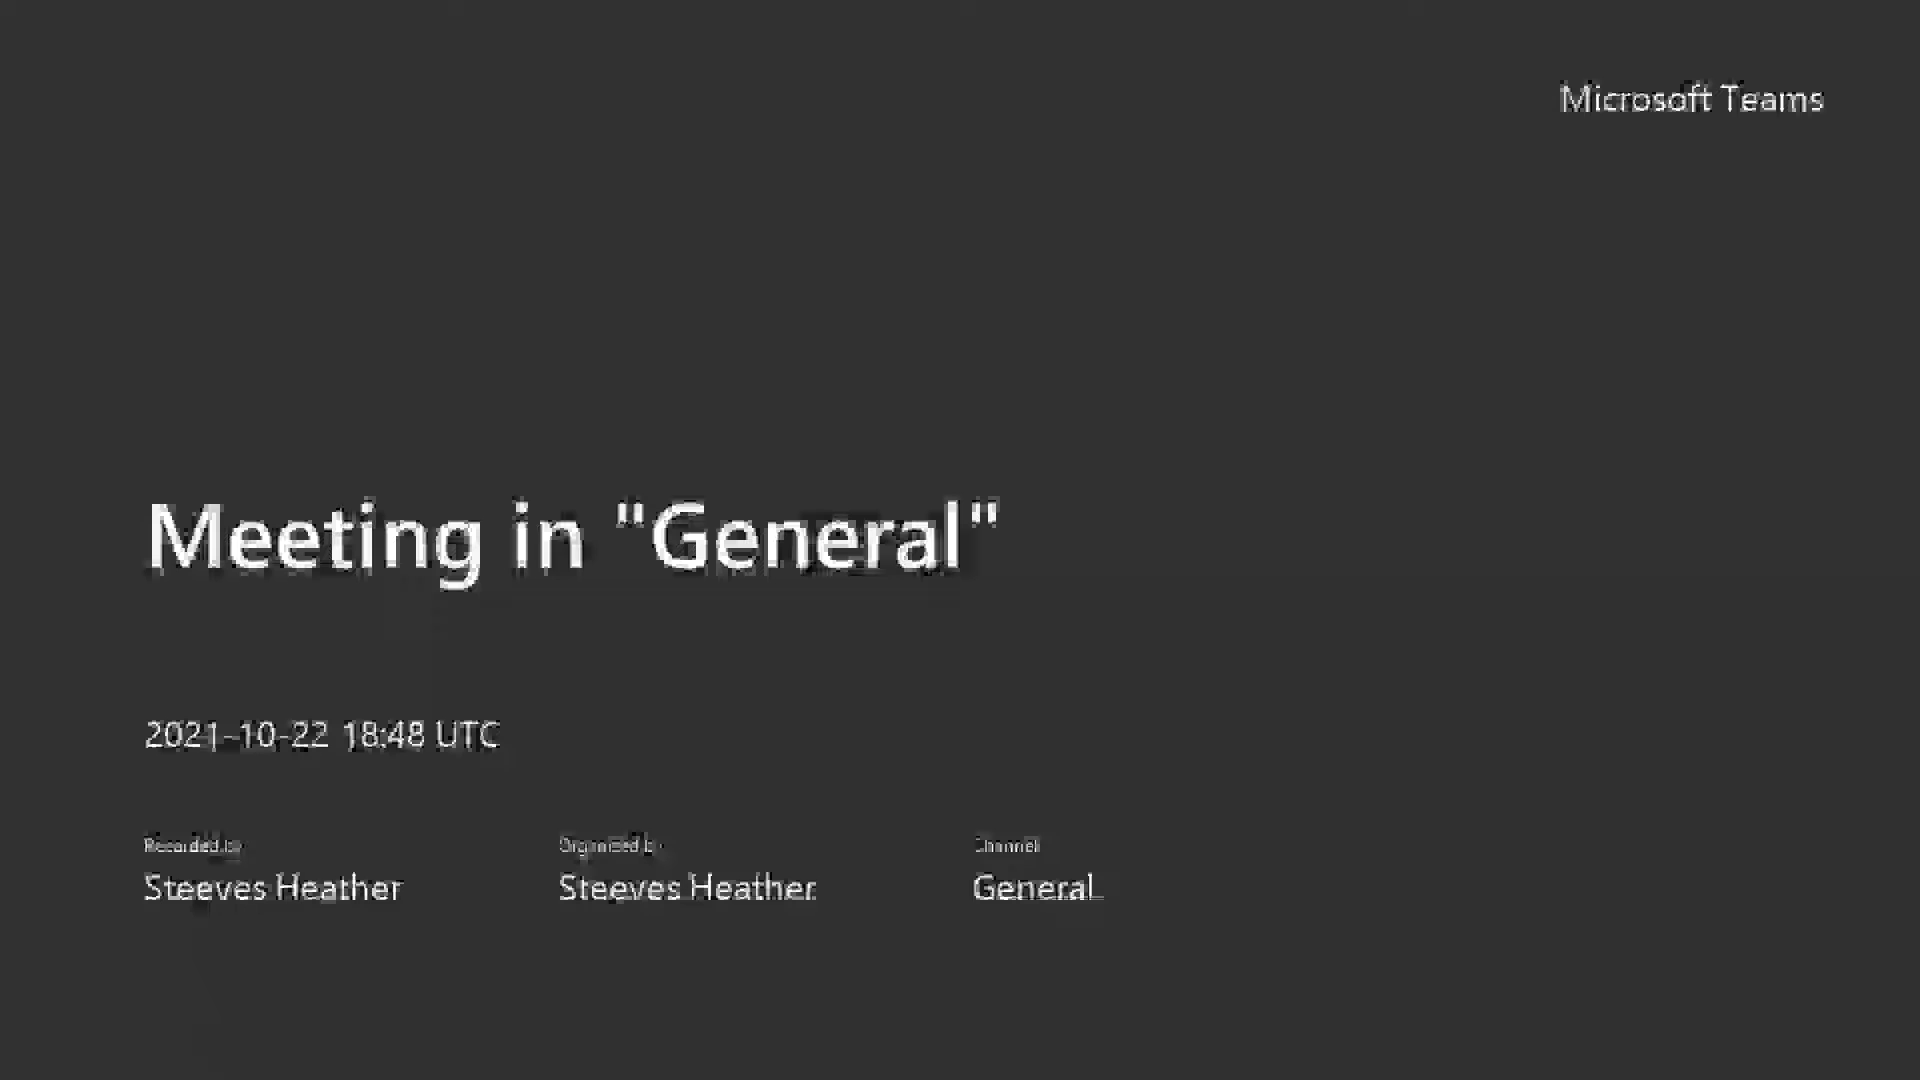 Microsoft Teams
Meeting in "General"
2021-10-22 18:48 UTC
Recorded by
Organized by
Channel
Steeves Heather
Steeves Heather
General